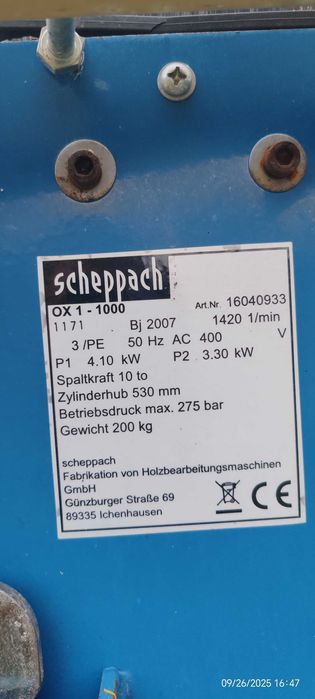 scheppach
OX 1 - 1000 Art.Nr. 16040933
1171 Bj 2007 1420 1/min
3 /PE 50 Hz AC 400 V
P1 4.10 kW P2 3.30 kW
Spaltkraft 10 to
Zylinderhub 530 mm
Betriebsdruck max. 275 bar
Gewicht 200 kg
scheppach
Fabrikation von Holzbearbeitungsmaschinen
GmbH
Günzburger Straße 69
89335 Ichenhausen
CE
09/26/2025 16:47